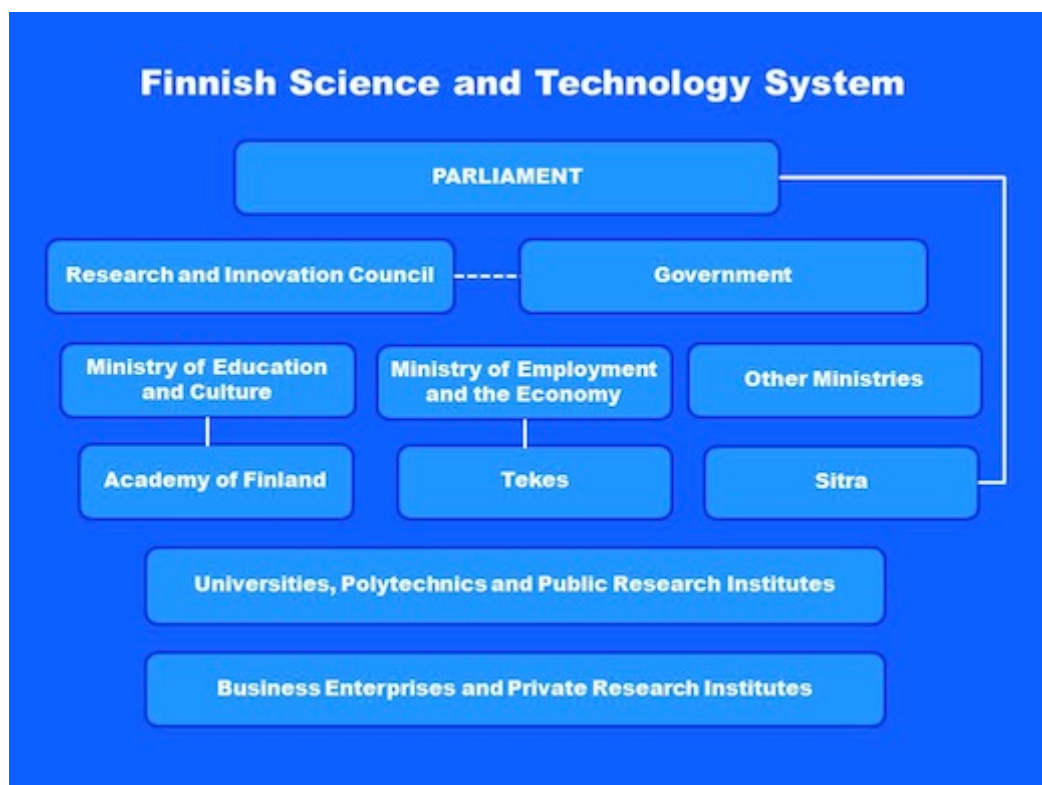 Finnish Science and Technology System
PARLIAMENT
Research and Innovation Council
Government
Ministry of Education
and Culture
Ministry of Employment
and the Economy
Other Ministries
Academy of Finland
Tekes
Sitra
Universities, Polytechnics and Public Research Institutes
Business Enterprises and Private Research Institutes